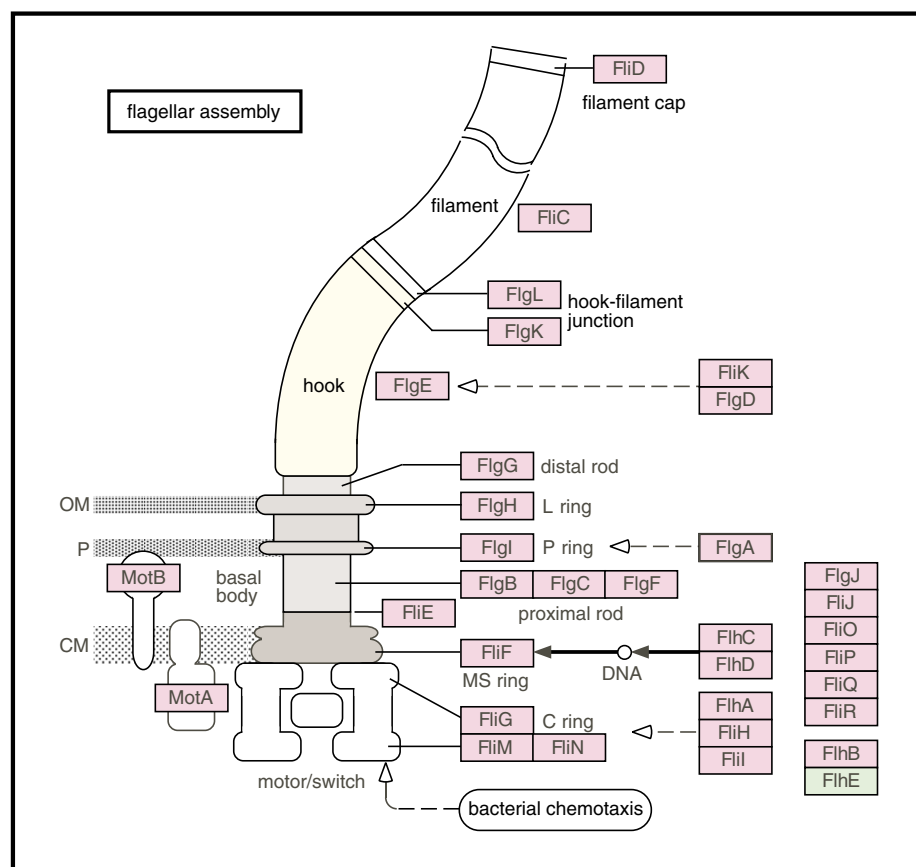 FliD
filament cap
flagellar assembly
filament
FliC
FlgL
hook-filament
junction
FlgK
hook
FlgE
FliK
FlgD
FlgG
distal rod
OM
FlgH
L ring
P
FlgI
P ring
FlgA
MotB
basal
body
FlgB
FlgC
FlgF
proximal rod
FlgJ
FliJ
FliE
FliO
CM
FliF
MS ring
DNA
FlhC
FlhD
FliP
FliQ
FliR
MotA
FliG
C ring
FliM
FliN
FlhA
FliH
FliI
FlhB
FlhE
motor/switch
bacterial chemotaxis